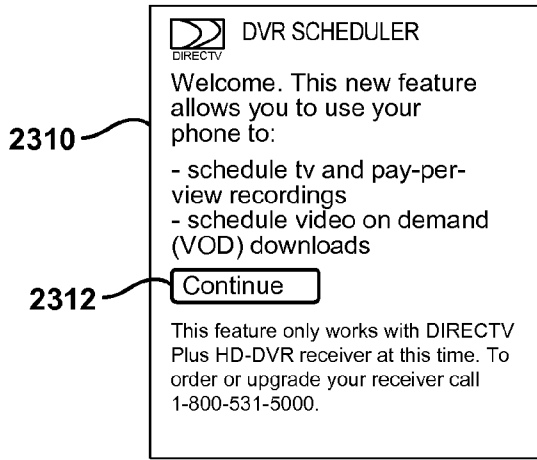 DVR SCHEDULER
DIRECTV
Welcome. This new feature
allows you to use your
phone to:
2310
- schedule tv and pay-per-
view recordings
- schedule video on demand
(VOD) downloads
2312
Continue
This feature only works with DIRECTV
Plus HD-DVR receiver at this time. To
order or upgrade your receiver call
1-800-531-5000.